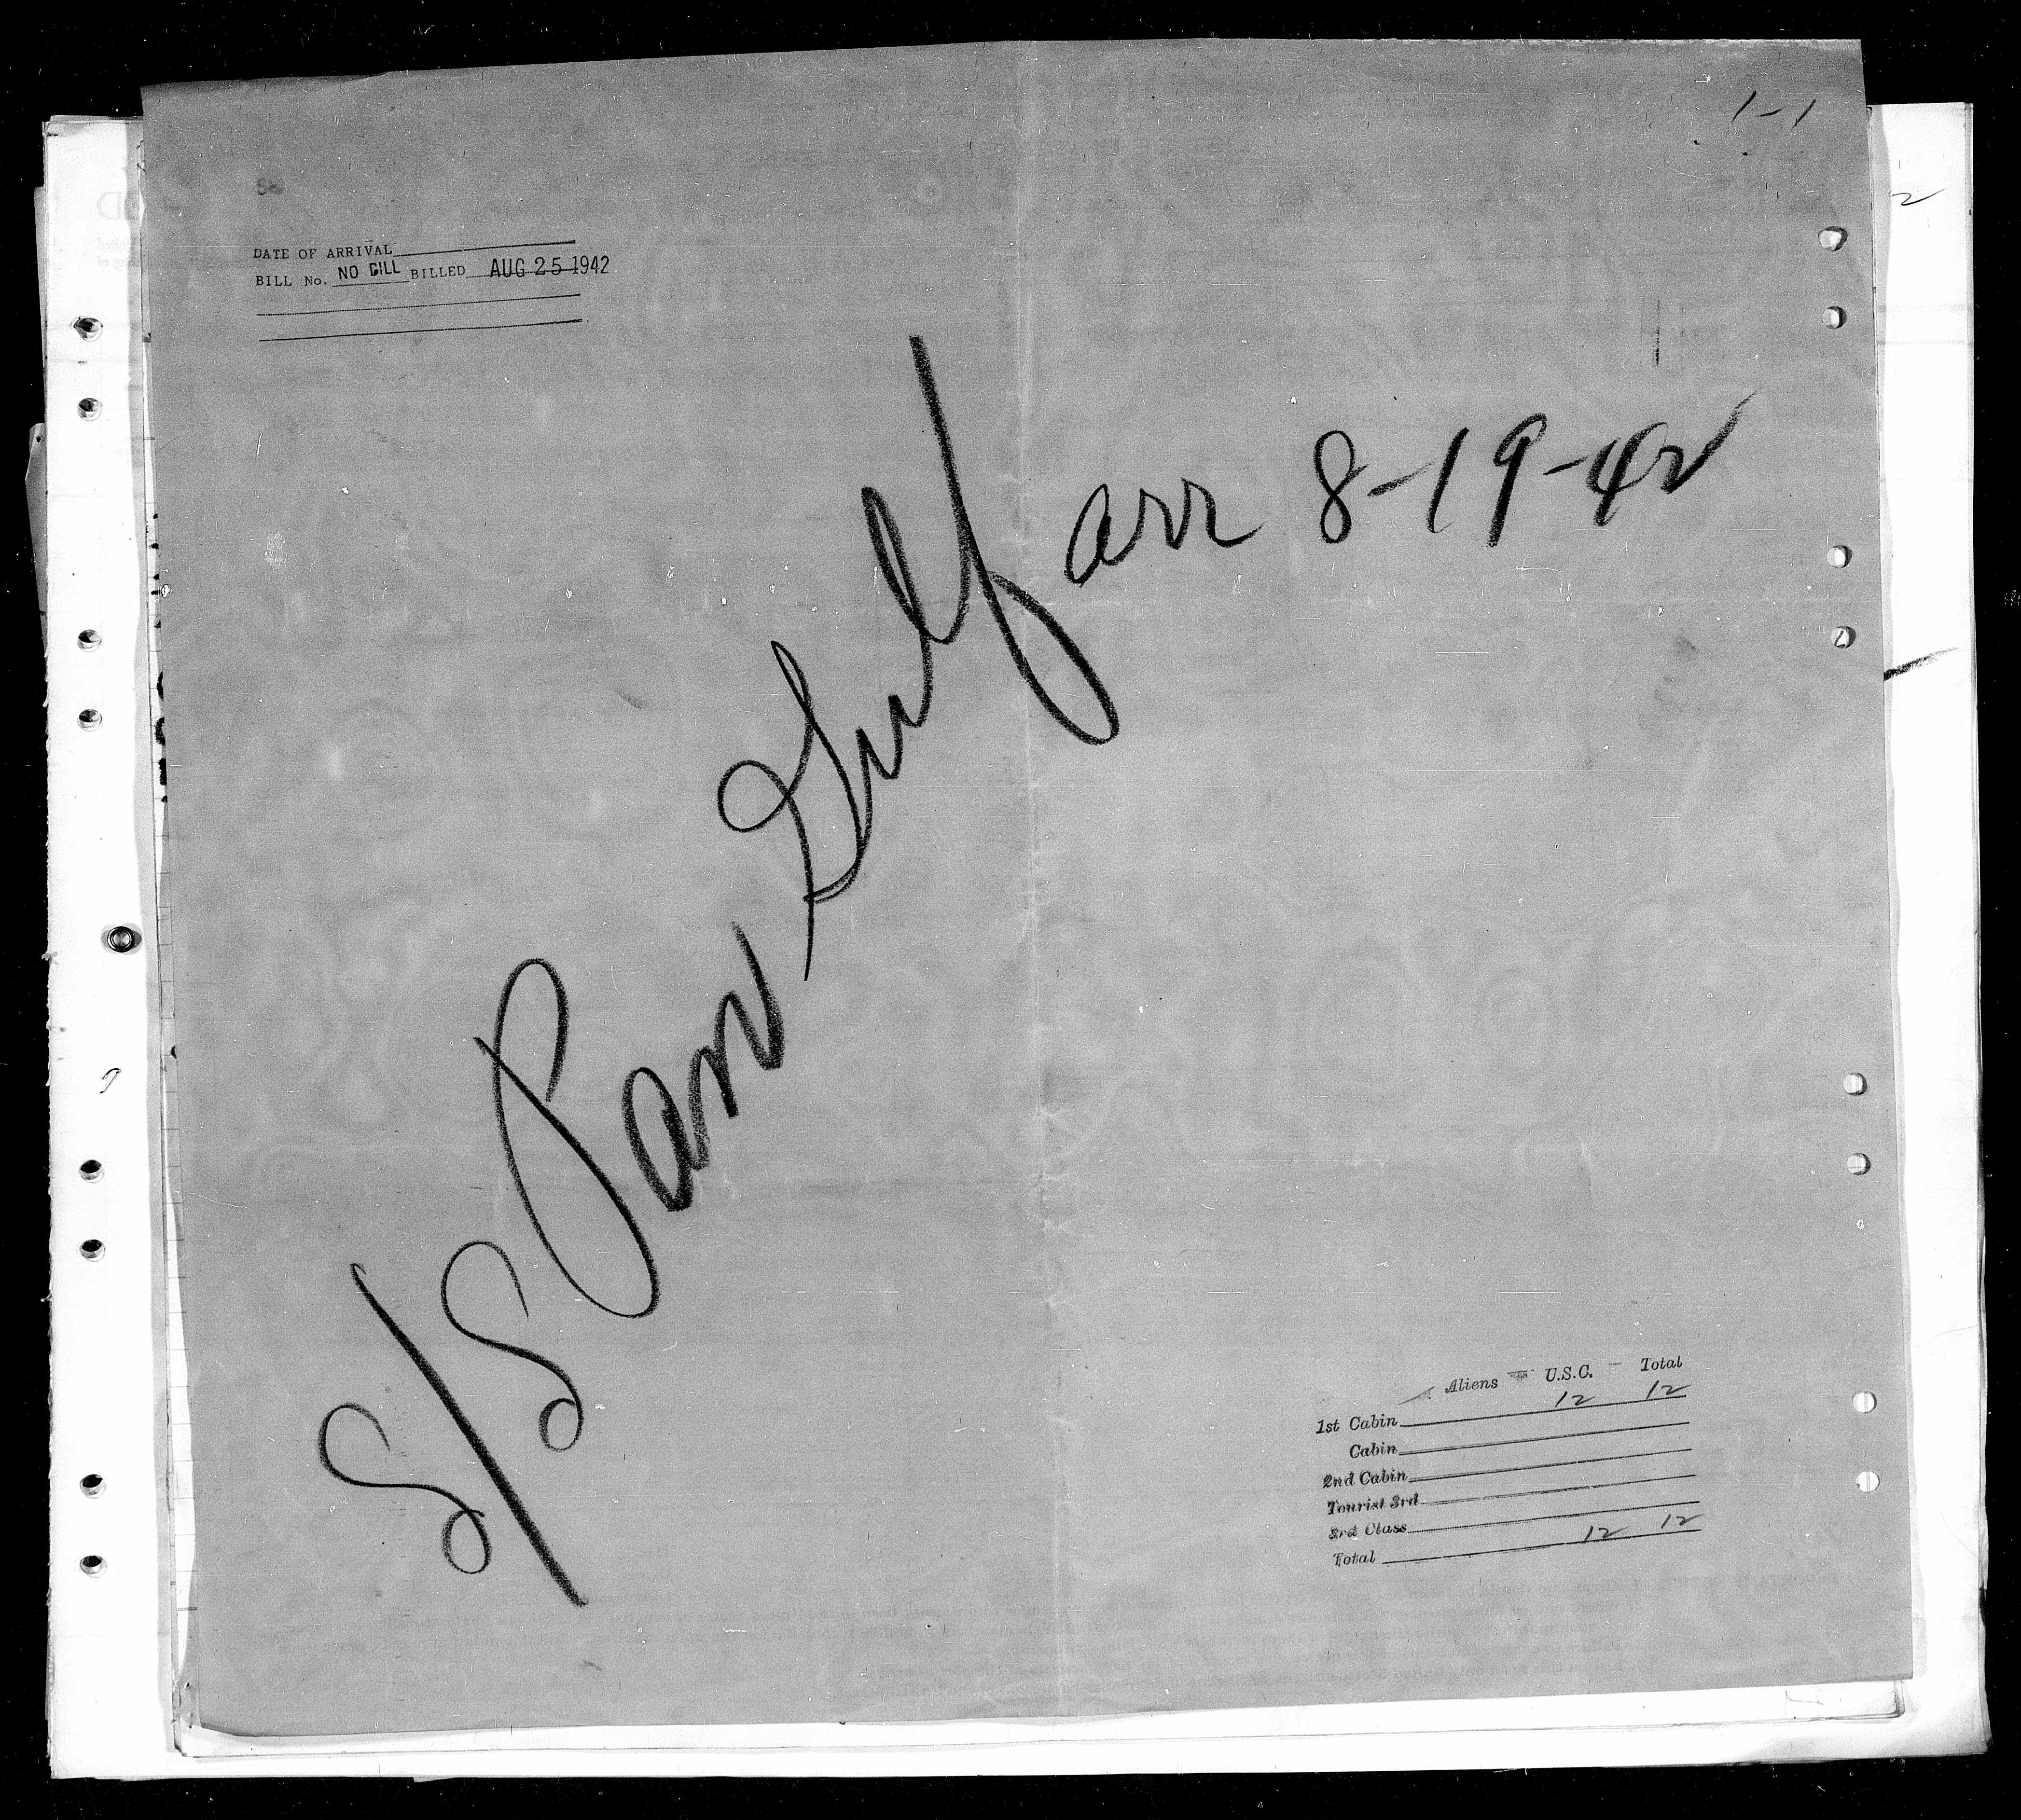 1-1
2
DATE OF ARRIVAL
BILL No. NO BILL BILLED AUG 25 1942
S/S Pan Gulf arr 8-19-42
Aliens - U.S.C. - Total
1st Cabin 12 12
Cabin
2nd Cabin
Tourist 3rd
3rd Class
Total 12 12